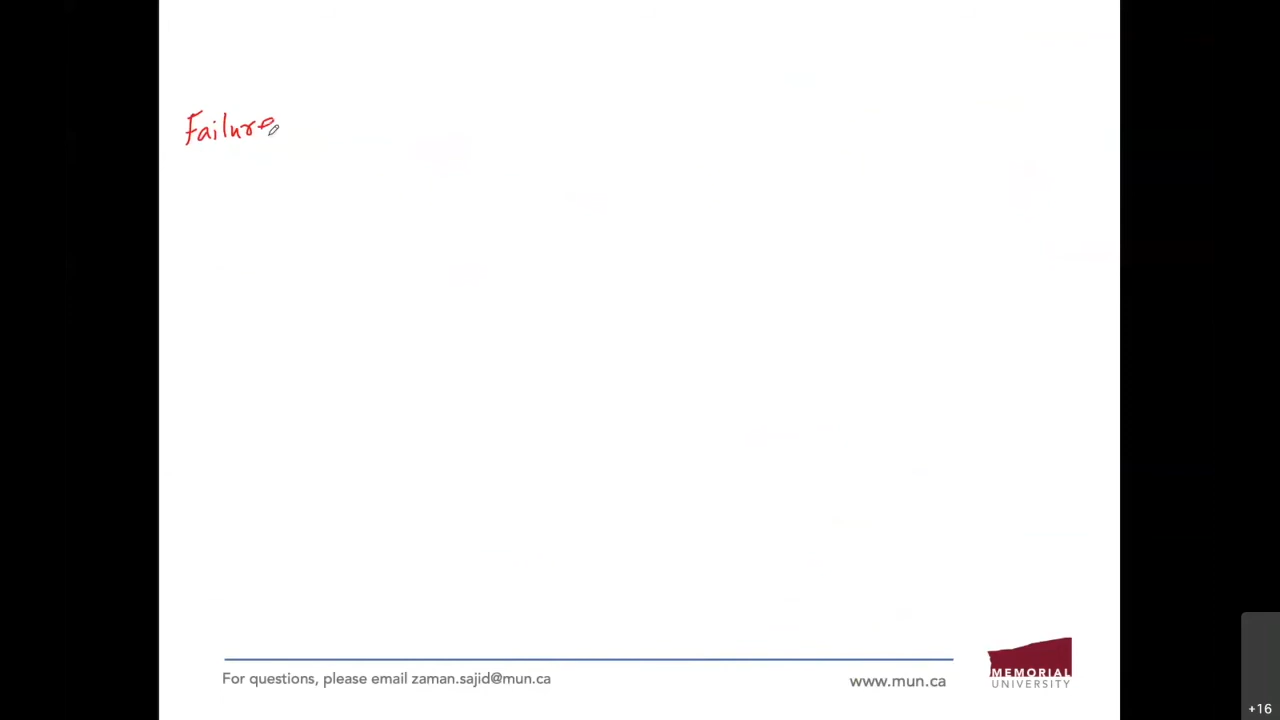 Failure
For questions, please email zaman.sajid@mun.ca
www.mun.ca
MEMORIAL
UNIVERSITY
+16